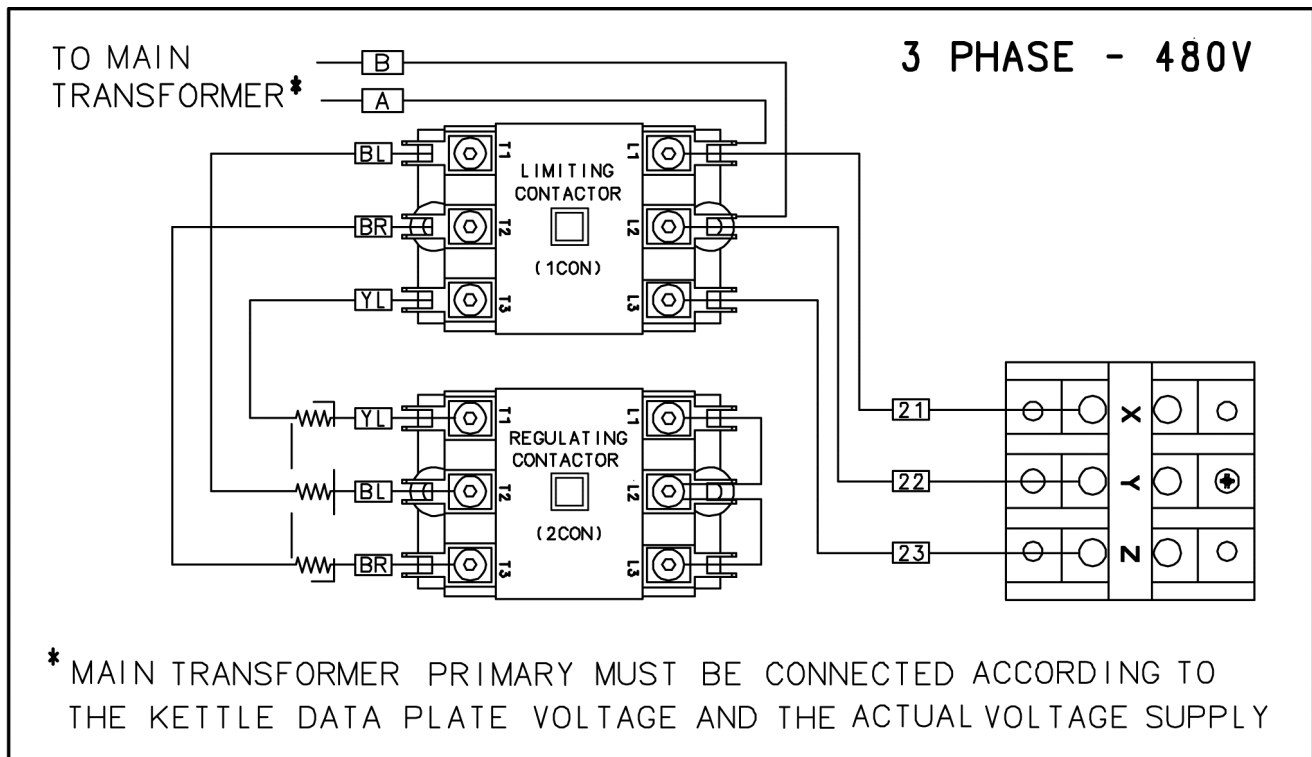 TO MAIN
TRANSFORMER*
B
A
3 PHASE - 480V
BL
T1
LIMITING
CONTACTOR
L1
BR
T2
L2
(1CON)
YL
T3
L3
YL
T1
REGULATING
CONTACTOR
L1
21
X
BL
T2
L2
22
Y
(2CON)
BR
T3
L3
23
Z
* MAIN TRANSFORMER PRIMARY MUST BE CONNECTED ACCORDING TO
THE KETTLE DATA PLATE VOLTAGE AND THE ACTUAL VOLTAGE SUPPLY